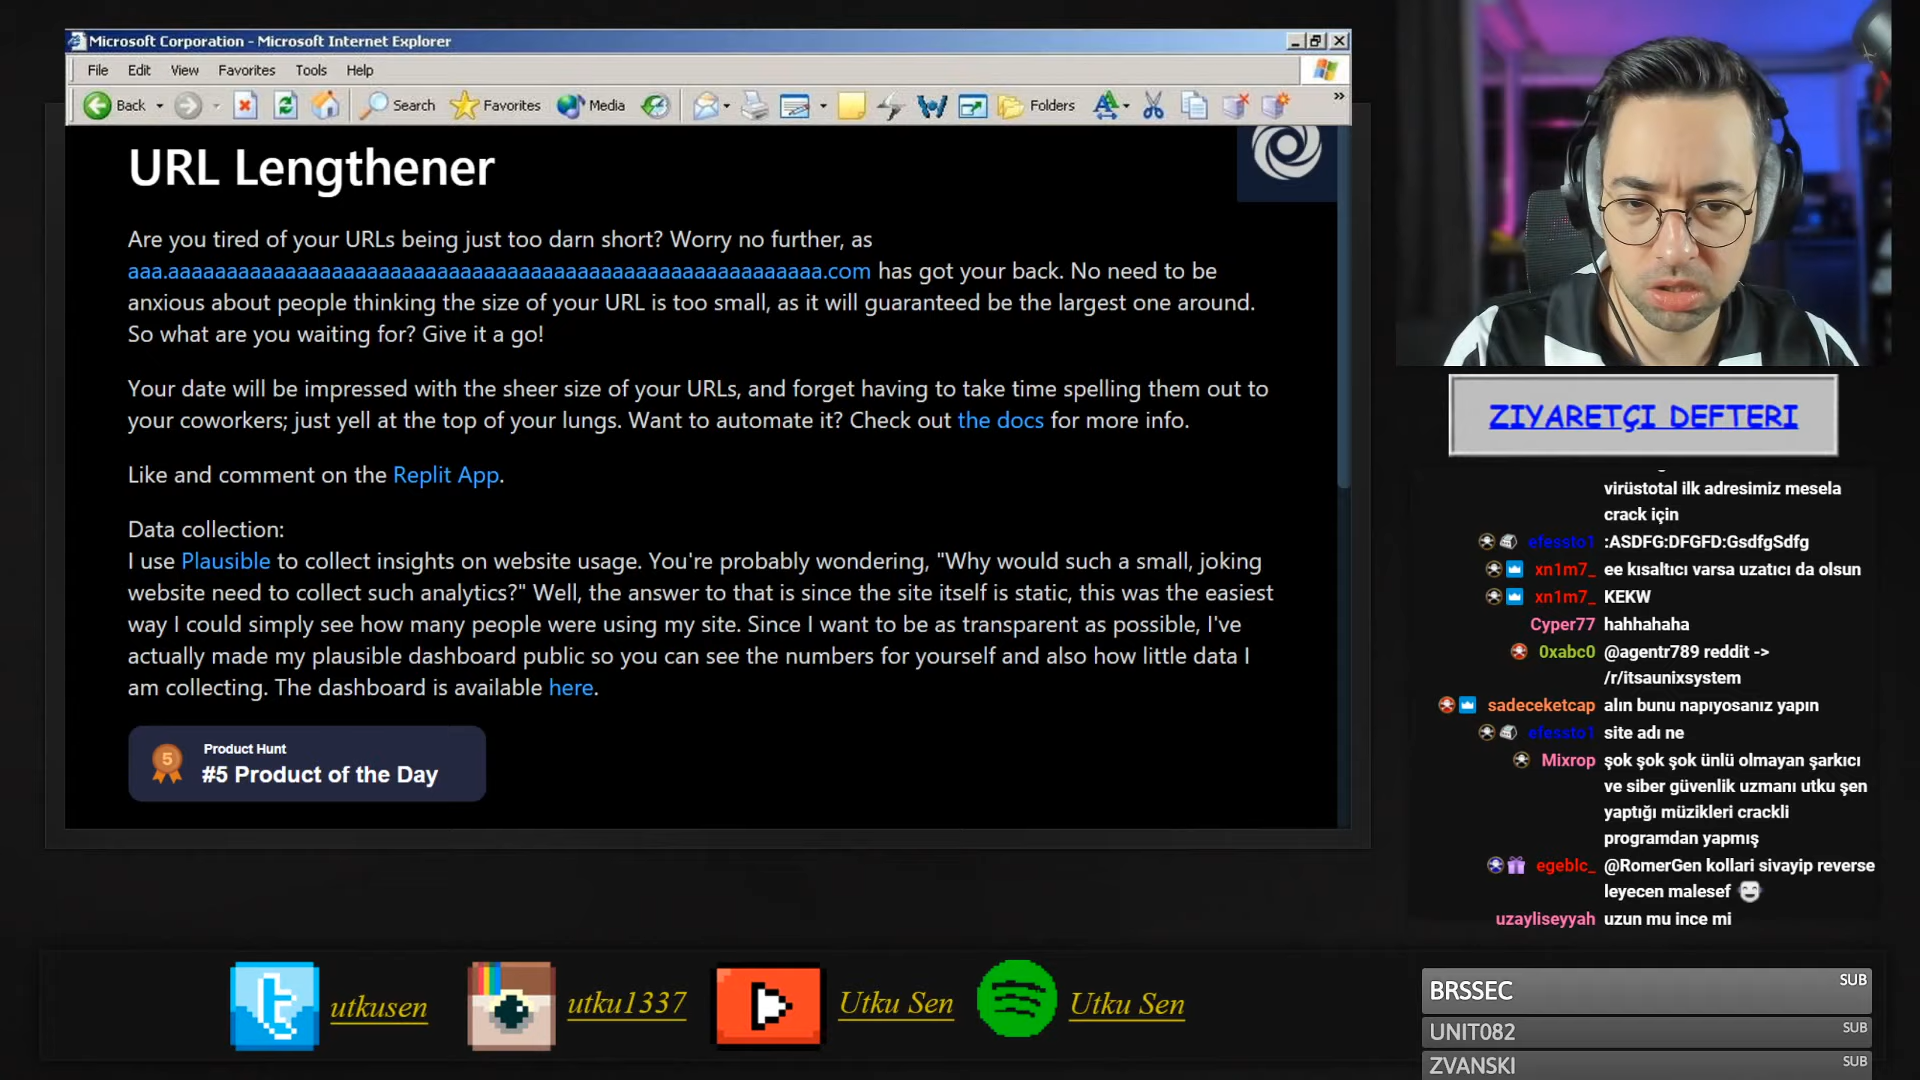 Microsoft Corporation - Microsoft Internet Explorer
File Edit View Favorites Tools Help
Back Search Favorites Media Folders
URL Lengthener
Are you tired of your URLs being just too darn short? Worry no further, as
aaa.aaaaaaaaaaaaaaaaaaaaaaaaaaaaaaaaaaaaaaaaaaaaaaaaaaaaaaaa.com has got your back. No need to be
anxious about people thinking the size of your URL is too small, as it will guaranteed be the largest one around.
So what are you waiting for? Give it a go!
Your date will be impressed with the sheer size of your URLs, and forget having to take time spelling them out to
your coworkers; just yell at the top of your lungs. Want to automate it? Check out the docs for more info.
Like and comment on the Replit App.
Data collection:
I use Plausible to collect insights on website usage. You're probably wondering, "Why would such a small, joking
website need to collect such analytics?" Well, the answer to that is since the site itself is static, this was the easiest
way I could simply see how many people were using my site. Since I want to be as transparent as possible, I've
actually made my plausible dashboard public so you can see the numbers for yourself and also how little data I
am collecting. The dashboard is available here.
5
Product Hunt
#5 Product of the Day
ZIYARETÇI DEFTERI
virüstotal ilk adresimiz mesela
crack için
efessto1 :ASDFG:DFGFD:GsdfgSdfg
xn1m7_ ee kısaltıcı varsa uzatıcı da olsun
xn1m7_ KEKW
Cyper77 hahhahaha
0xabc0 @agentr789 reddit ->
/r/itsaunixsystem
sadeceketcap alın bunu napıyosanız yapın
efessto1 site adı ne
Mixrop şok şok şok ünlü olmayan şarkıcı
ve siber güvenlik uzmanı utku şen
yaptığı müzikleri crackli
programdan yapmış
egeblc_ @RomerGen kollari sivayip reverse
leyecen malesef
uzayliseyyah uzun mu ince mi
utkusen
utku1337
Utku Sen
Utku Sen
BRSSEC SUB
UNIT082 SUB
ZVANSKI SUB